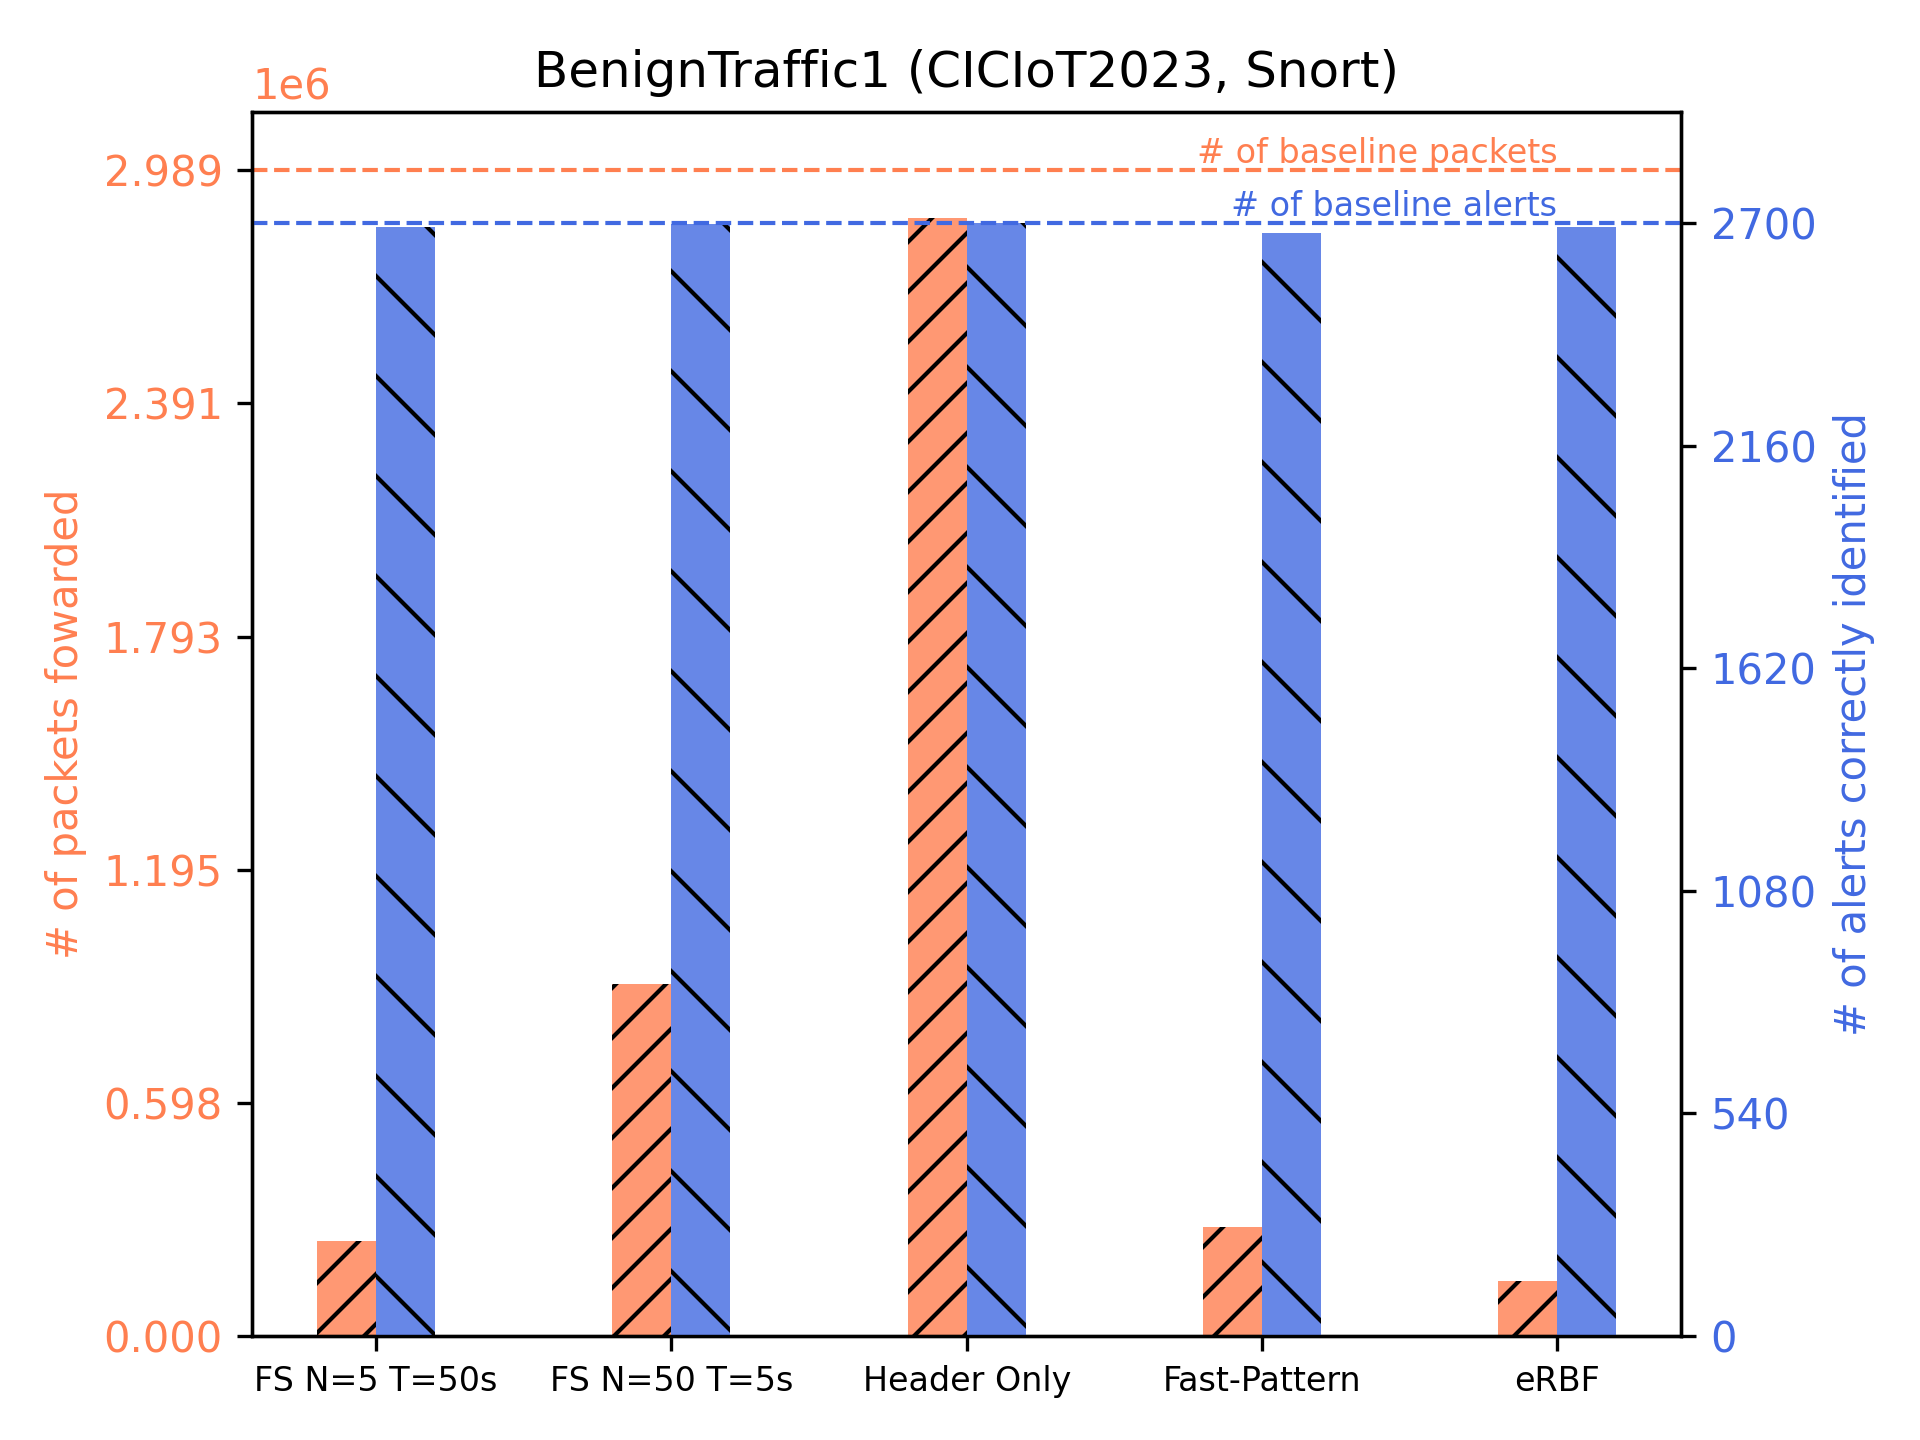 BenignTraffic1 (CICIoT2023, Snort)
1e6
# of baseline packets
# of baseline alerts
2.989
2.391
1.793
1.195
0.598
0.000
# of packets fowarded
2700
2160
1620
1080
540
0
# of alerts correctly identified
FS N=5 T=50s
FS N=50 T=5s
Header Only
Fast-Pattern
eRBF